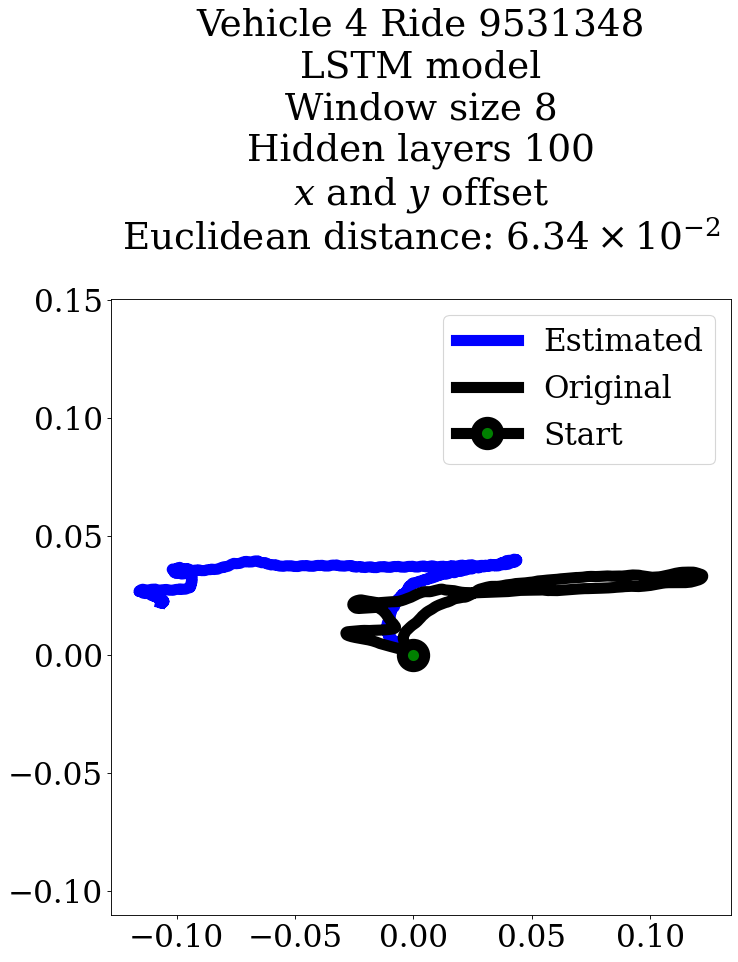 Vehicle 4 Ride 9531348
LSTM model
Window size 8
Hidden layers 100
x and y offset
Euclidean distance: 6.34 × 10⁻²
Estimated
Original
Start
0.15
0.10
0.05
0.00
−0.05
−0.10
−0.10 −0.05 0.00 0.05 0.10